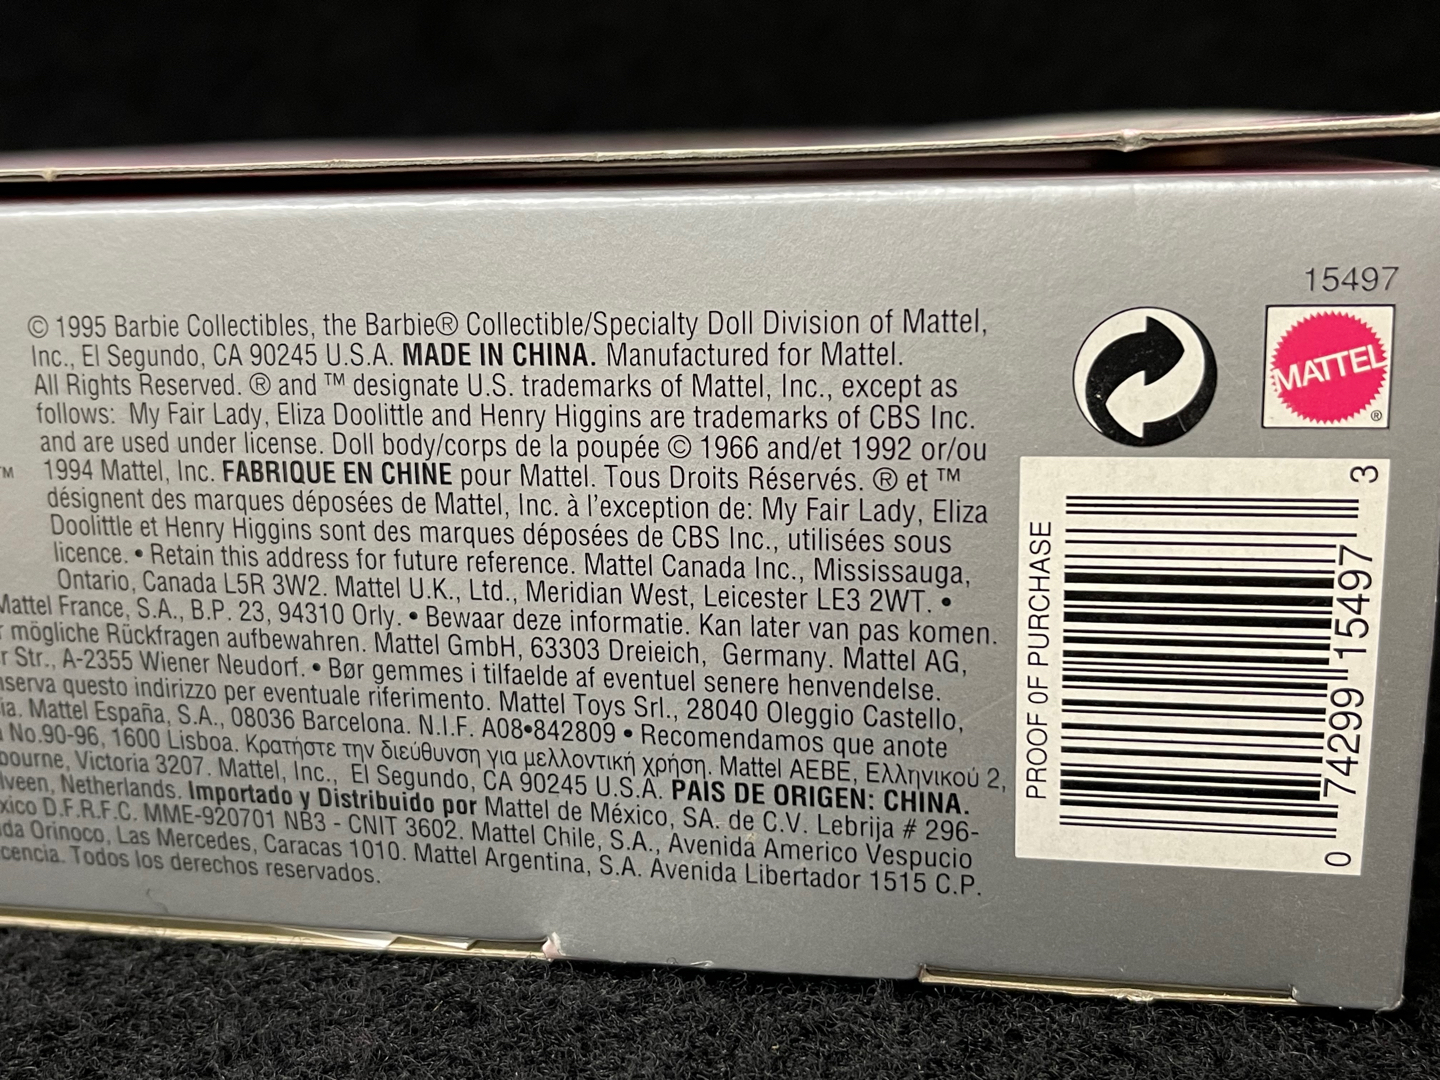 © 1995 Barbie Collectibles, the Barbie® Collectible/Specialty Doll Division of Mattel,
Inc., El Segundo, CA 90245 U.S.A. MADE IN CHINA. Manufactured for Mattel.
All Rights Reserved. ® and ™ designate U.S. trademarks of Mattel, Inc., except as
follows: My Fair Lady, Eliza Doolittle and Henry Higgins are trademarks of CBS Inc.
and are used under license. Doll body/corps de la poupée © 1966 and/et 1992 or/ou
™ 1994 Mattel, Inc. FABRIQUE EN CHINE pour Mattel. Tous Droits Réservés. ® et ™
désignent des marques déposées de Mattel, Inc. à l'exception de: My Fair Lady, Eliza
Doolittle et Henry Higgins sont des marques déposées de CBS Inc., utilisées sous
licence. • Retain this address for future reference. Mattel Canada Inc., Mississauga,
Ontario, Canada L5R 3W2. Mattel U.K., Ltd., Meridian West, Leicester LE3 2WT. •
Mattel France, S.A., B.P. 23, 94310 Orly. • Bewaar deze informatie. Kan later van pas komen.
mögliche Rückfragen aufbewahren. Mattel GmbH, 63303 Dreieich, Germany. Mattel AG,
Str., A-2355 Wiener Neudorf. • Bør gemmes i tilfaelde af eventuel senere henvendelse.
questo indirizzo per eventuale riferimento. Mattel Toys Srl., 28040 Oleggio Castello,
Mattel España, S.A., 08036 Barcelona. N.I.F. A08•842809 • Recomendamos que anote
No.90-96, 1600 Lisboa. Κρατήστε την διεύθυνση για μελλοντική χρήση. Mattel AEBE, Ελληνικού 2,
Victoria 3207. Mattel, Inc., El Segundo, CA 90245 U.S.A. PAIS DE ORIGEN: CHINA.
Netherlands. Importado y Distribuido por Mattel de México, SA. de C.V. Lebrija # 296-
D.F.R.F.C. MME-920701 NB3 - CNIT 3602. Mattel Chile, S.A., Avenida Americo Vespucio
Orinoco, Las Mercedes, Caracas 1010. Mattel Argentina, S.A. Avenida Libertador 1515 C.P.
Todos los derechos reservados.
15497
MATTEL
®
PROOF OF PURCHASE
0 74299 15497 3